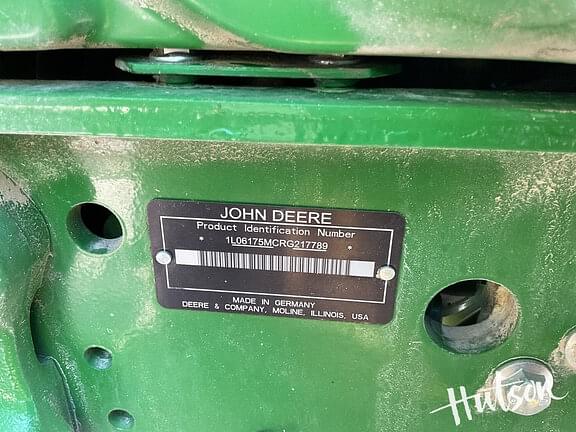 JOHN DEERE
Product Identification Number
* 1L06175MCRG217789 *
MADE IN GERMANY
DEERE & COMPANY, MOLINE, ILLINOIS, USA
Hutson